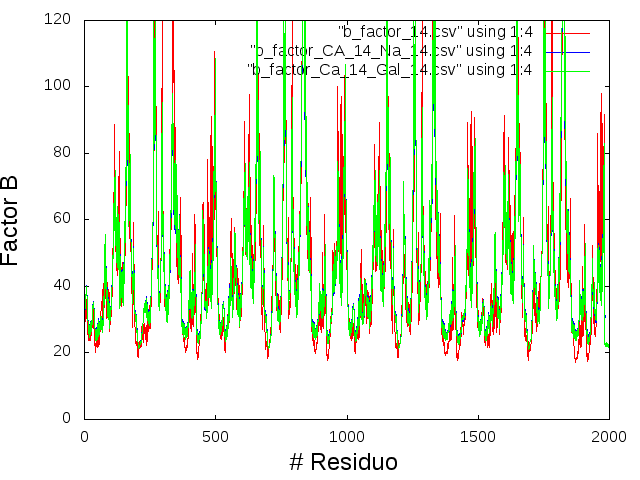 "b_factor_14.csv" using 1:4
"b_factor_CA_14_Na_14.csv" using 1:4
"b_factor_Ca_14_Gal_14.csv" using 1:4
120
100
80
60
40
20
0
Factor B
0 500 1000 1500 2000
# Residuo